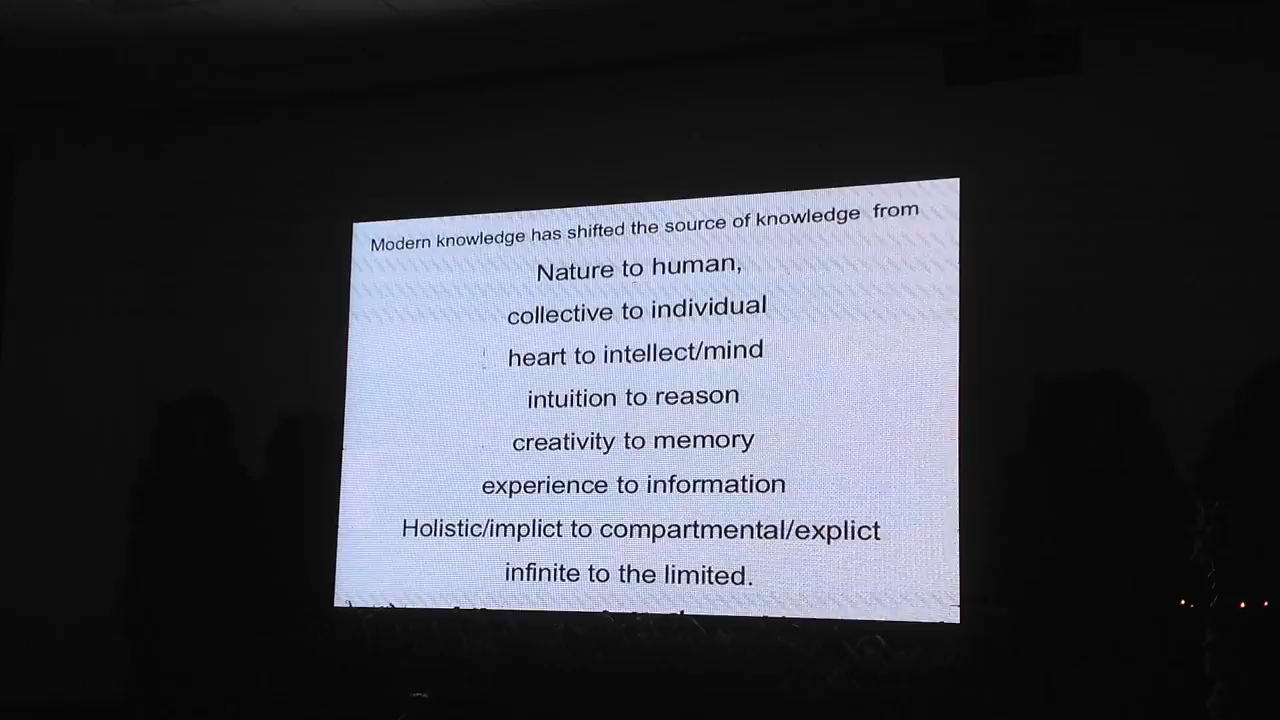 Modern knowledge has shifted the source of knowledge from
Nature to human,
collective to individual
heart to intellect/mind
intuition to reason
creativity to memory
experience to information
Holistic/implict to compartmental/explict
infinite to the limited.